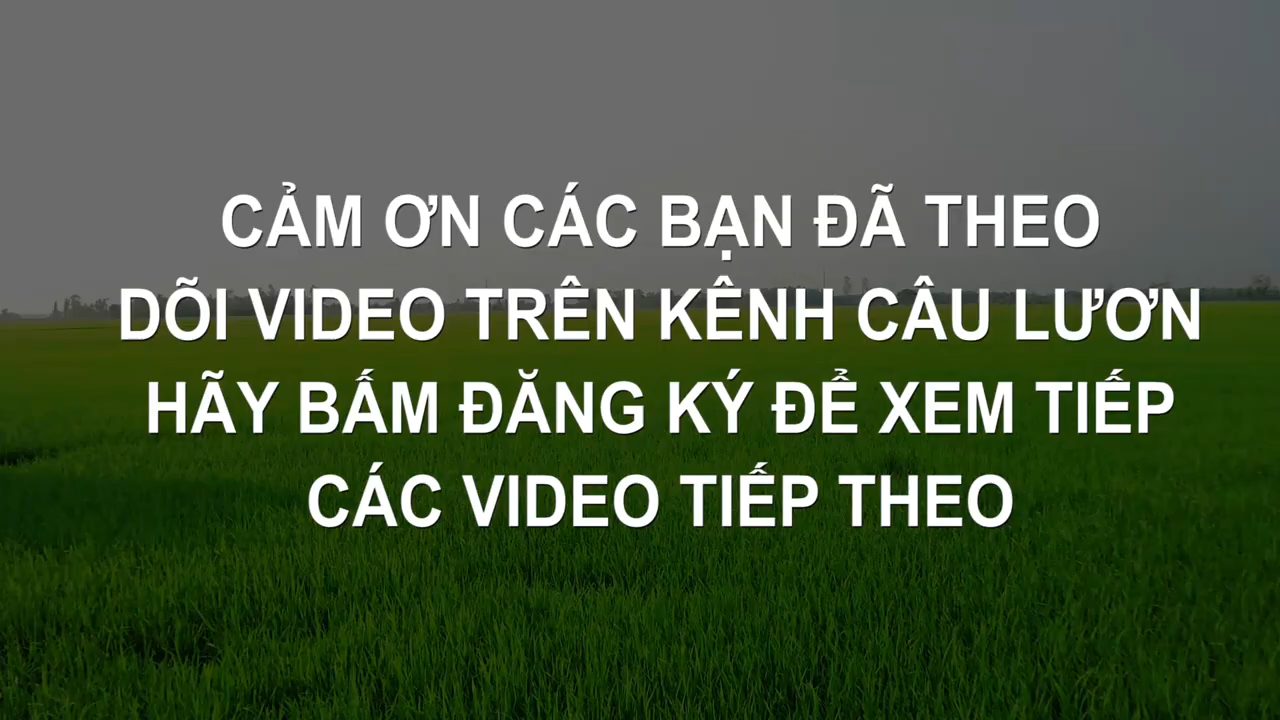 CẢM ƠN CÁC BẠN ĐÃ THEO
DÕI VIDEO TRÊN KÊNH CÂU LƯƠN
HÃY BẤM ĐĂNG KÝ ĐỂ XEM TIẾP
CÁC VIDEO TIẾP THEO